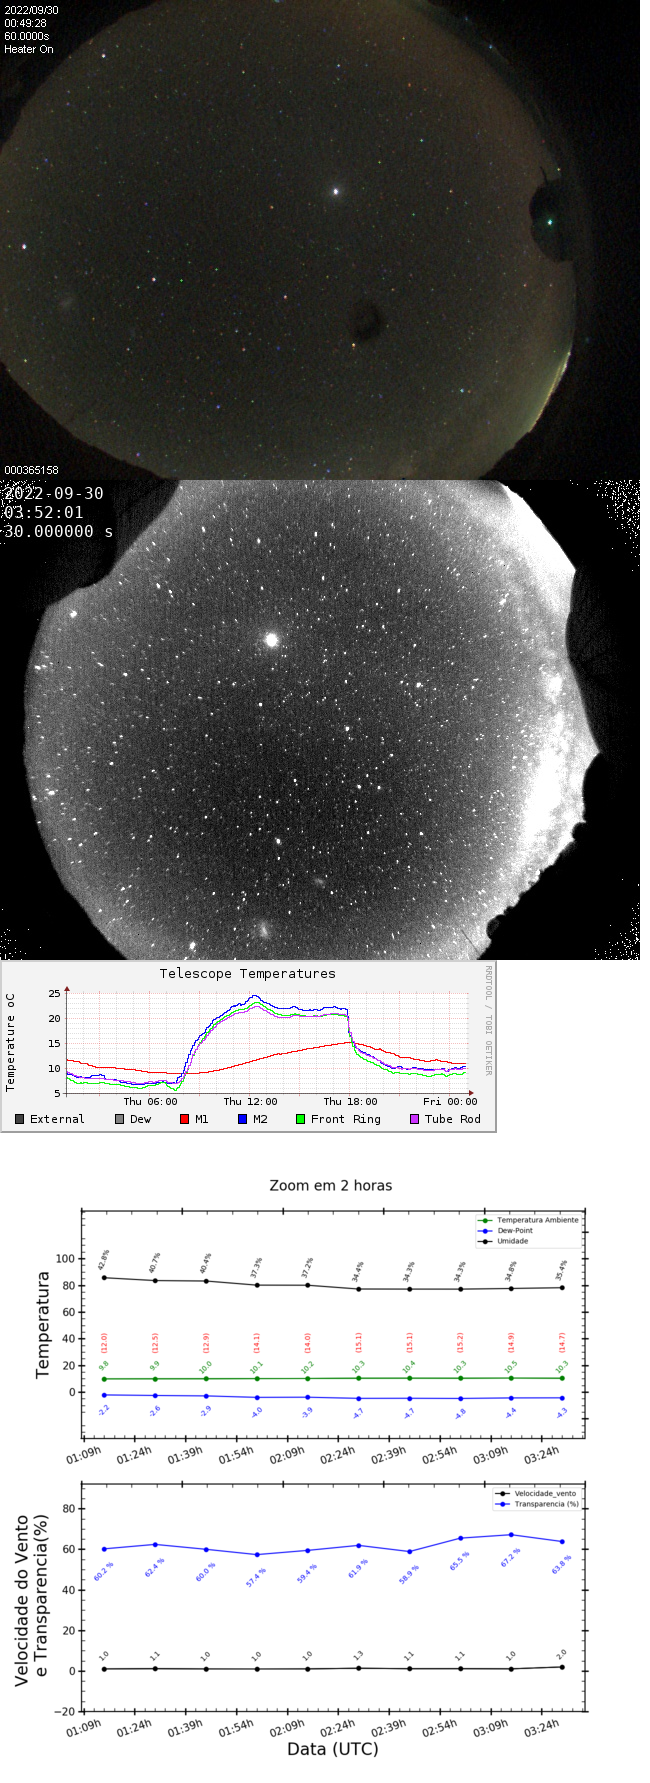 2022/09/30
00:49:28
60.0000s
Heater On
000365158
2022-09-30
03:52:01
30.000000 s
Telescope Temperatures
RRDTOOL / TOBI OETIKER
Temperature oC
25
20
15
10
5
Thu 06:00 Thu 12:00 Thu 18:00 Fri 00:00
External Dew M1 M2 Front Ring Tube Rod
Zoom em 2 horas
Temperatura Ambiente
Dew-Point
Umidade
Temperatura
100
80
60
40
20
0
42.8% 40.7% 40.4% 37.3% 37.2% 34.4% 34.3% 34.3% 34.8% 35.4%
(12.0) (12.5) (12.9) (14.1) (14.0) (15.1) (15.1) (15.2) (14.9) (14.7)
9.8 9.9 10.0 10.1 10.2 10.3 10.4 10.3 10.5 10.3
-2.2 -2.6 -2.9 -4.0 -3.9 -4.7 -4.7 -4.8 -4.4 -4.3
01:09h 01:24h 01:39h 01:54h 02:09h 02:24h 02:39h 02:54h 03:09h 03:24h
Velocidade_vento
Transparencia (%)
Velocidade do Vento
e Transparencia(%)
80
60
40
20
0
−20
60.2 % 62.4 % 60.0 % 57.4 % 59.4 % 61.9 % 58.9 % 65.5 % 67.2 % 63.8 %
1.0 1.1 1.0 1.0 1.0 1.3 1.1 1.1 1.0 2.0
01:09h 01:24h 01:39h 01:54h 02:09h 02:24h 02:39h 02:54h 03:09h 03:24h
Data (UTC)